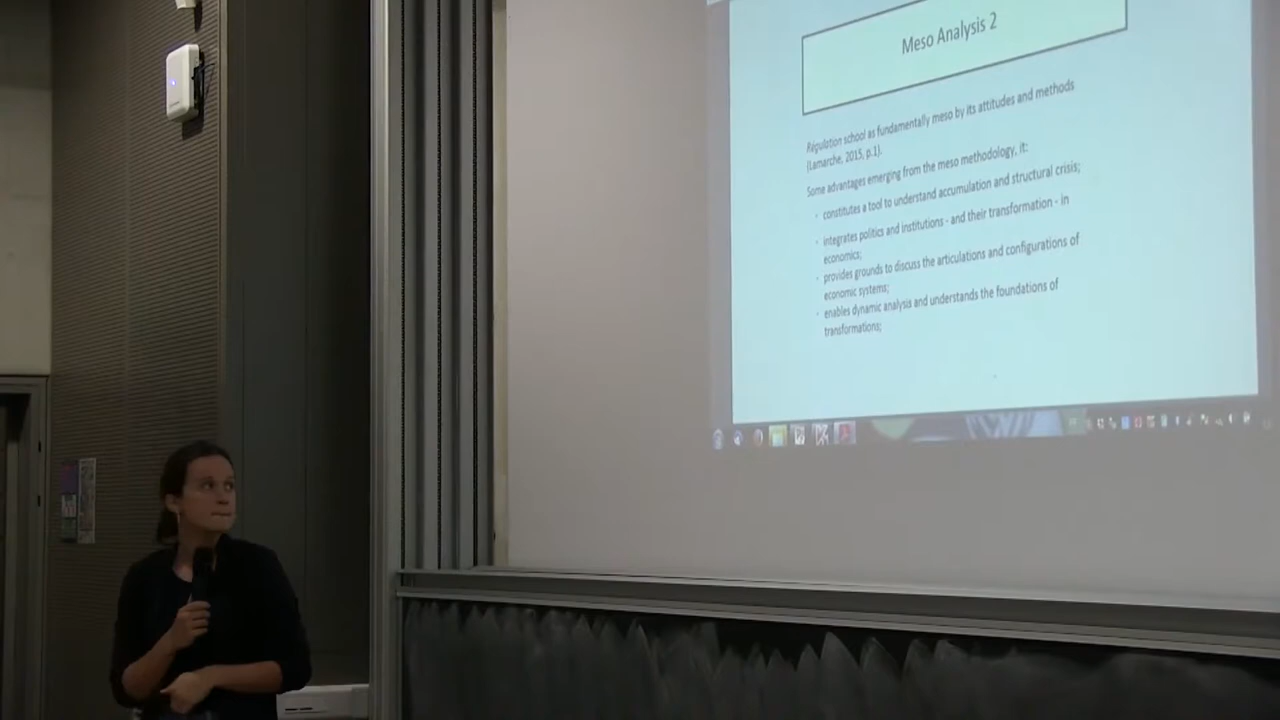 Meso Analysis 2
Régulation school as fundamentally meso by its attitudes and methods
(Lamarche, 2015, p.1).
Some advantages emerging from the meso methodology, it:
- constitutes a tool to understand accumulation and structural crisis;
- integrates politics and institutions - and their transformation - in
economics;
- provides grounds to discuss the articulations and configurations of
economic systems;
- enables dynamic analysis and understands the foundations of
transformations;